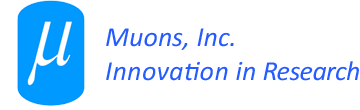 μ
Muons, Inc.
Innovation in Research